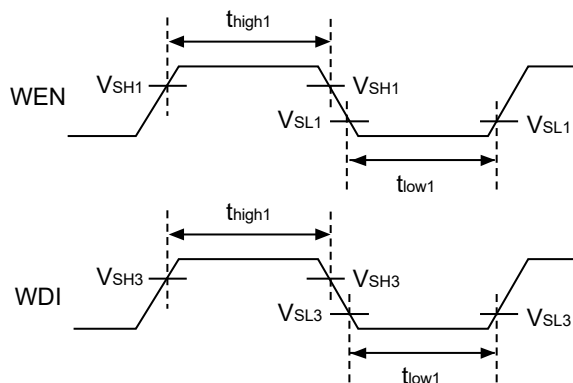 thigh1
WEN
VSH1
VSH1
VSL1
VSL1
tlow1
thigh1
WDI
VSH3
VSH3
VSL3
VSL3
tlow1